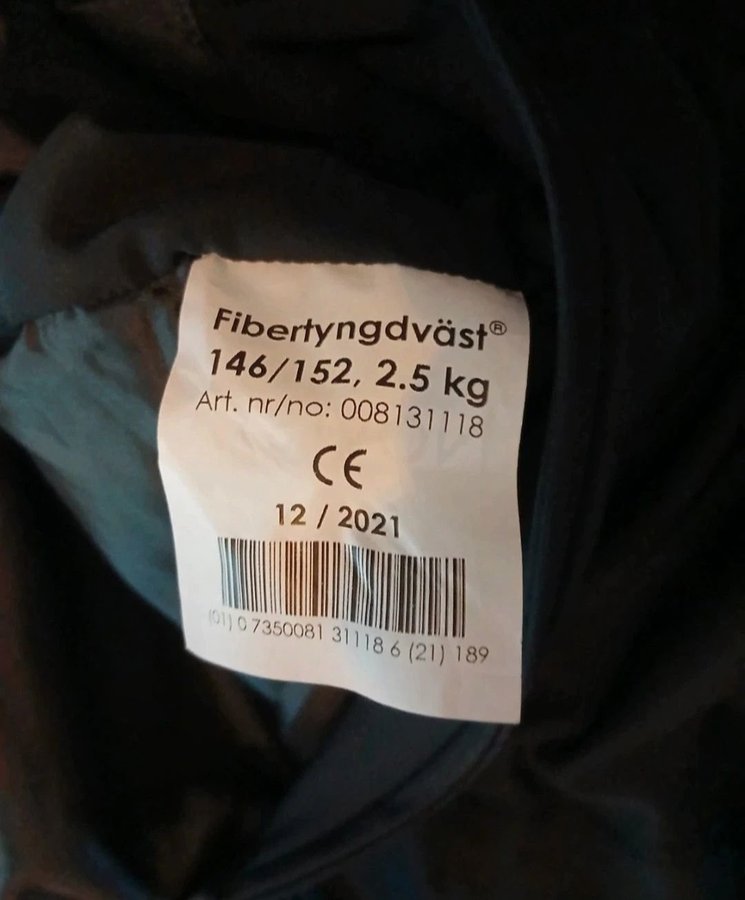 Fibertyngdväst®
146/152, 2.5 kg
Art. nr/no: 008131118
CE
12 / 2021
(01) 0 7350081 31118 6 (21) 189